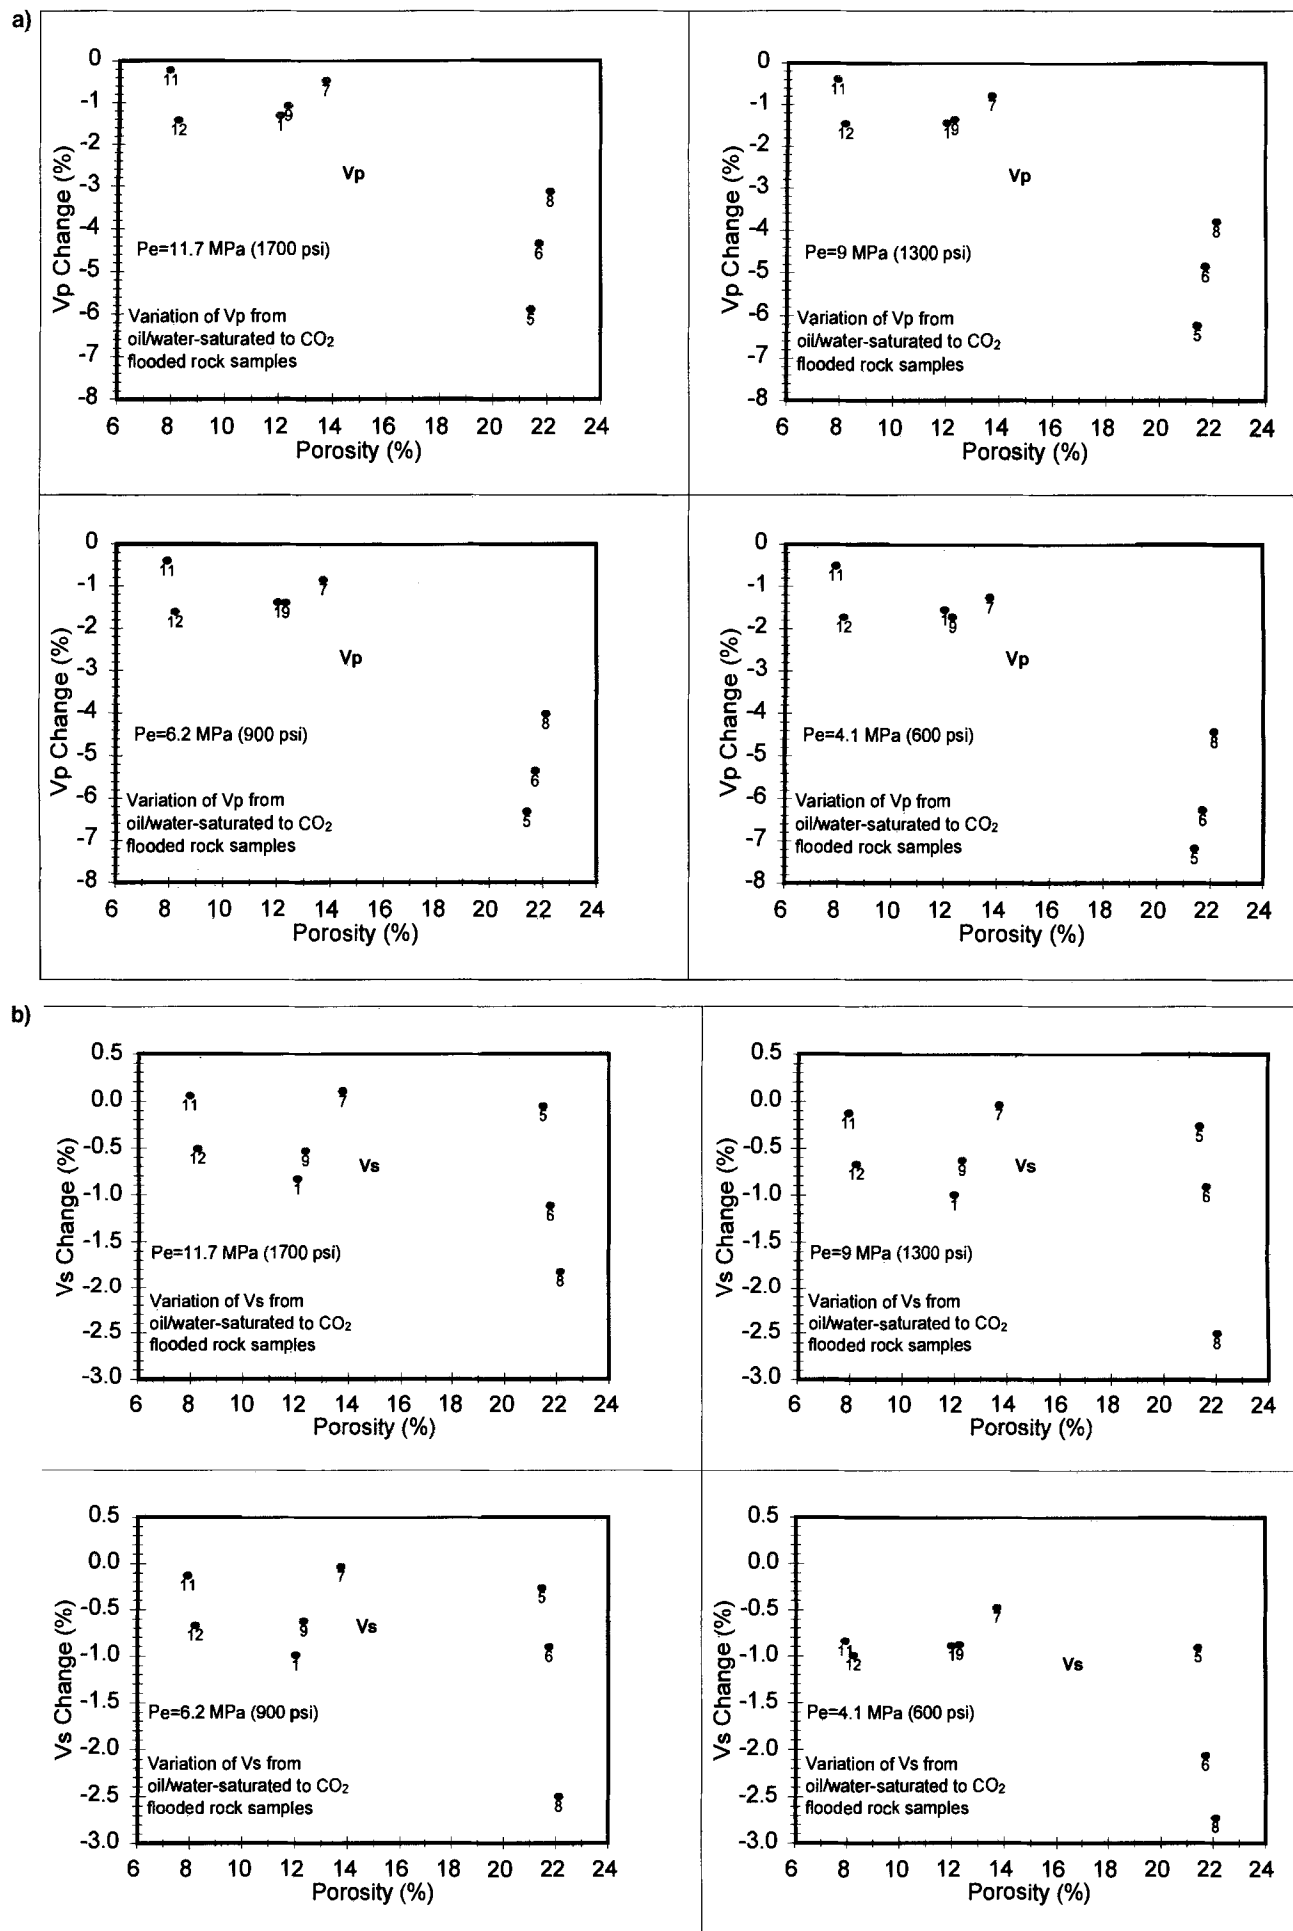 a)
0
-1
-2
-3
-4
-5
-6
-7
-8
Vp Change (%)
11
12
1
9
7
Vp
8
6
5
Pe=11.7 MPa (1700 psi)
Variation of Vp from
oil/water-saturated to CO2
flooded rock samples
6 8 10 12 14 16 18 20 22 24
Porosity (%)
0
-1
-2
-3
-4
-5
-6
-7
-8
Vp Change (%)
11
12
19
7
Vp
8
6
5
Pe=9 MPa (1300 psi)
Variation of Vp from
oil/water-saturated to CO2
flooded rock samples
6 8 10 12 14 16 18 20 22 24
Porosity (%)
0
-1
-2
-3
-4
-5
-6
-7
-8
Vp Change (%)
11
12
19
7
Vp
8
6
5
Pe=6.2 MPa (900 psi)
Variation of Vp from
oil/water-saturated to CO2
flooded rock samples
6 8 10 12 14 16 18 20 22 24
Porosity (%)
0
-1
-2
-3
-4
-5
-6
-7
-8
Vp Change (%)
11
12
1
9
7
Vp
8
6
5
Pe=4.1 MPa (600 psi)
Variation of Vp from
oil/water-saturated to CO2
flooded rock samples
6 8 10 12 14 16 18 20 22 24
Porosity (%)
b)
0.5
0.0
-0.5
-1.0
-1.5
-2.0
-2.5
-3.0
Vs Change (%)
11
12
9
1
7
Vs
5
6
8
Pe=11.7 MPa (1700 psi)
Variation of Vs from
oil/water-saturated to CO2
flooded rock samples
6 8 10 12 14 16 18 20 22 24
Porosity (%)
0.5
0.0
-0.5
-1.0
-1.5
-2.0
-2.5
-3.0
Vs Change (%)
11
12
9
1
7
Vs
5
6
8
Pe=9 MPa (1300 psi)
Variation of Vs from
oil/water-saturated to CO2
flooded rock samples
6 8 10 12 14 16 18 20 22 24
Porosity (%)
0.5
0.0
-0.5
-1.0
-1.5
-2.0
-2.5
-3.0
Vs Change (%)
11
12
9
1
7
Vs
5
6
8
Pe=6.2 MPa (900 psi)
Variation of Vs from
oil/water-saturated to CO2
flooded rock samples
6 8 10 12 14 16 18 20 22 24
Porosity (%)
0.5
0.0
-0.5
-1.0
-1.5
-2.0
-2.5
-3.0
Vs Change (%)
11
12
19
7
Vs
5
6
8
Pe=4.1 MPa (600 psi)
Variation of Vs from
oil/water-saturated to CO2
flooded rock samples
6 8 10 12 14 16 18 20 22 24
Porosity (%)